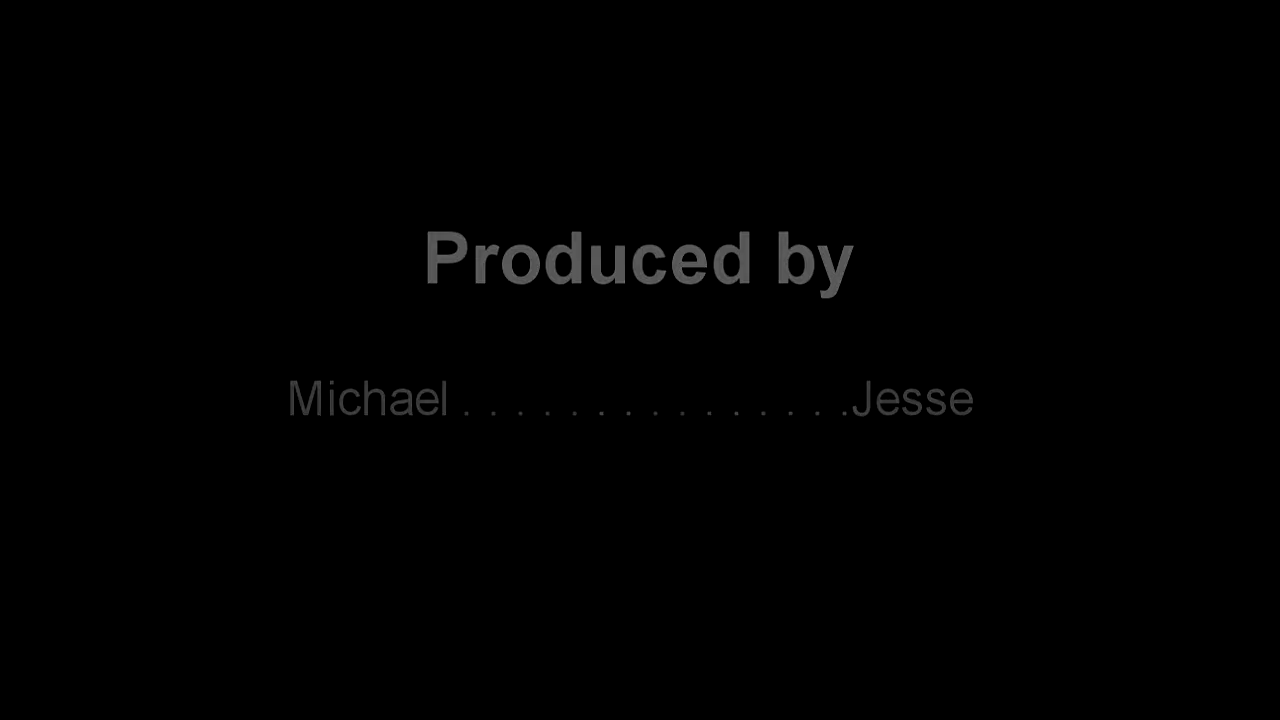 Produced by
Michael . . . . . . . . . . . . . . .Jesse